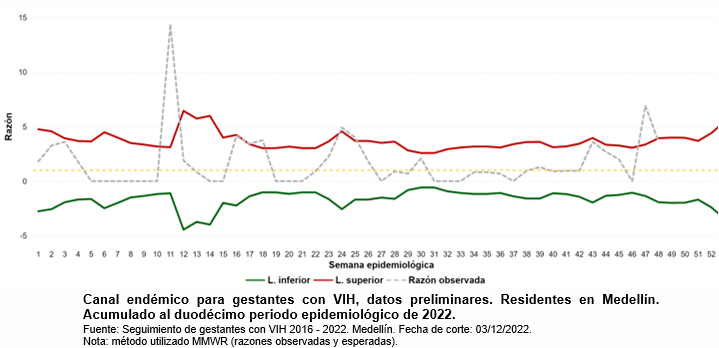 15
10
5
0
-5
Razón
1 2 3 4 5 6 7 8 9 10 11 12 13 14 15 16 17 18 19 20 21 22 23 24 25 26 27 28 29 30 31 32 33 34 35 36 37 38 39 40 41 42 43 44 45 46 47 48 49 50 51 52
Semana epidemiológica
L. inferior L. superior Razón observada
Canal endémico para gestantes con VIH, datos preliminares. Residentes en Medellín.
Acumulado al duodécimo periodo epidemiológico de 2022.
Fuente: Seguimiento de gestantes con VIH 2016 - 2022. Medellín. Fecha de corte: 03/12/2022.
Nota: método utilizado MMWR (razones observadas y esperadas).